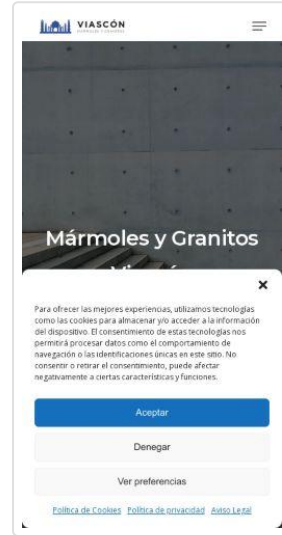 VIASCÓN
MÁRMOLES Y GRANITOS
Mármoles y Granitos
Para ofrecer las mejores experiencias, utilizamos tecnologías
como las cookies para almacenar y/o acceder a la información
del dispositivo. El consentimiento de estas tecnologías nos
permitirá procesar datos como el comportamiento de
navegación o las identificaciones únicas en este sitio. No
consentir o retirar el consentimiento, puede afectar
negativamente a ciertas características y funciones.
Aceptar
Denegar
Ver preferencias
Política de Cookies Política de privacidad Aviso Legal